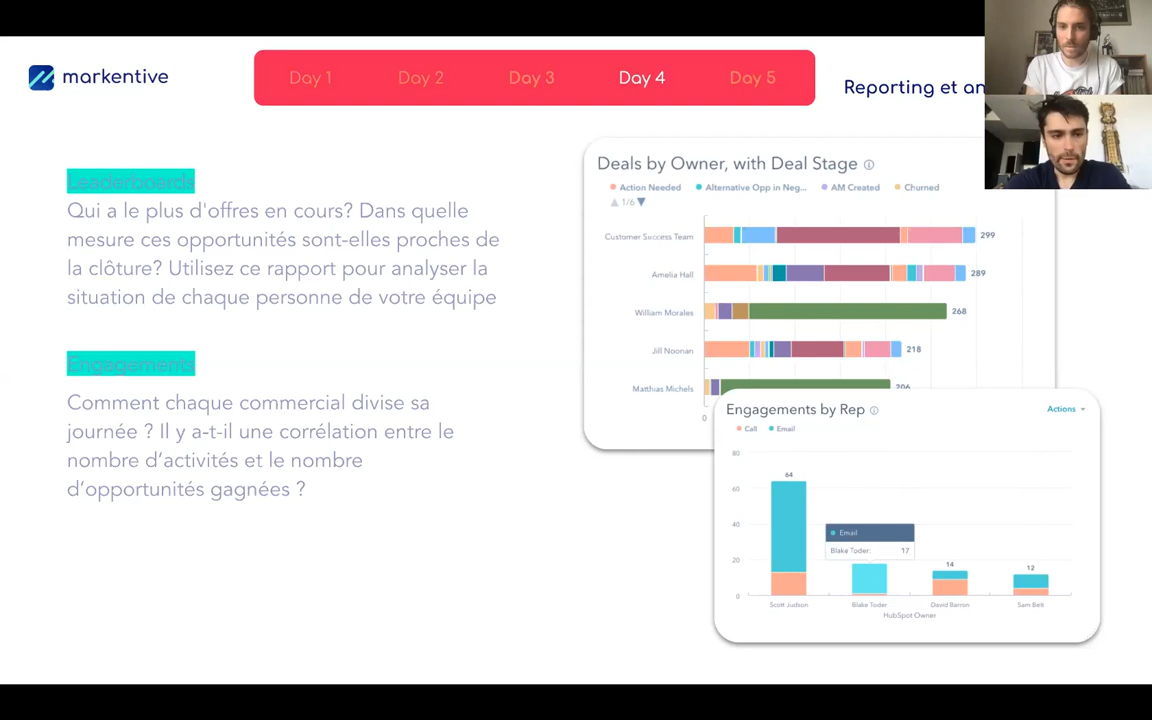 markentive
Day 1
Day 2
Day 3
Day 4
Day 5
Reporting et an
Leaderboards
Qui a le plus d'offres en cours? Dans quelle
mesure ces opportunités sont-elles proches de
la clôture? Utilisez ce rapport pour analyser la
situation de chaque personne de votre équipe
Engagements
Comment chaque commercial divise sa
journée ? Il y a-t-il une corrélation entre le
nombre d’activités et le nombre
d’opportunités gagnées ?
Deals by Owner, with Deal Stage
Action Needed
Alternative Opp in Neg...
AM Created
Churned
1/6
Customer Success Team
299
Amelia Hall
289
William Morales
268
Jill Noonan
218
Matthias Michels
206
0
Engagements by Rep
Actions
Call
Email
80
60
40
20
0
64
Email
Blake Toder: 17
14
12
Scott Judson
Blake Toder
David Barron
Sam Belt
HubSpot Owner